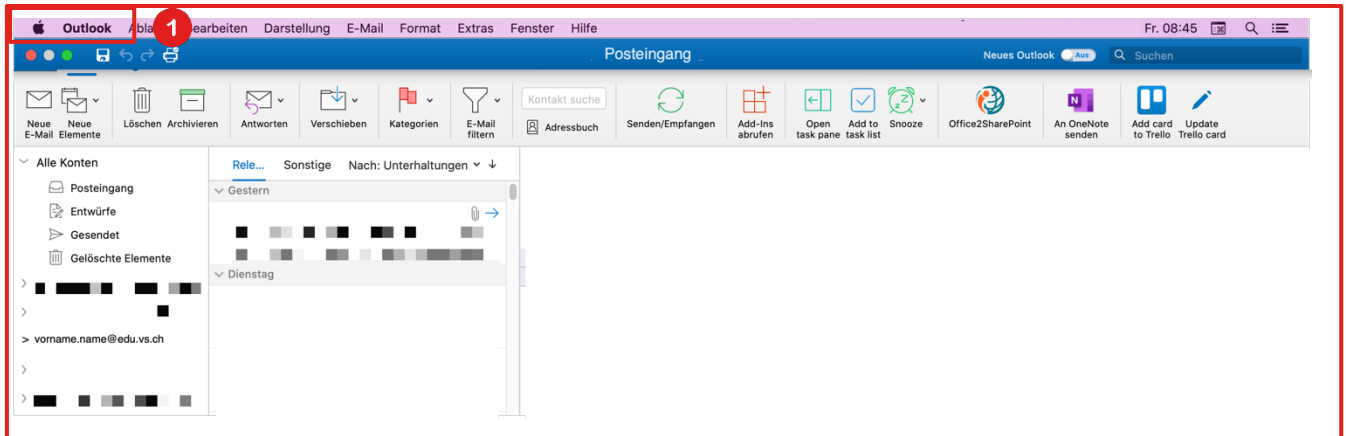 Outlook Abla 1 earbeiten Darstellung E-Mail Format Extras Fenster Hilfe Fr. 08:45
Posteingang Neues Outlook Aus Suchen
Neue E-Mail
Neue Elemente
Löschen Archivieren
Antworten
Verschieben
Kategorien
E-Mail filtern
Kontakt suche
Adressbuch
Senden/Empfangen
Add-Ins abrufen
Open task pane
Add to task list
Snooze
Office2SharePoint
An OneNote senden
Add card to Trello
Update Trello card
Alle Konten
Posteingang
Entwürfe
Gesendet
Gelöschte Elemente
> vorname.name@edu.vs.ch
Rele... Sonstige Nach: Unterhaltungen
Gestern
Dienstag